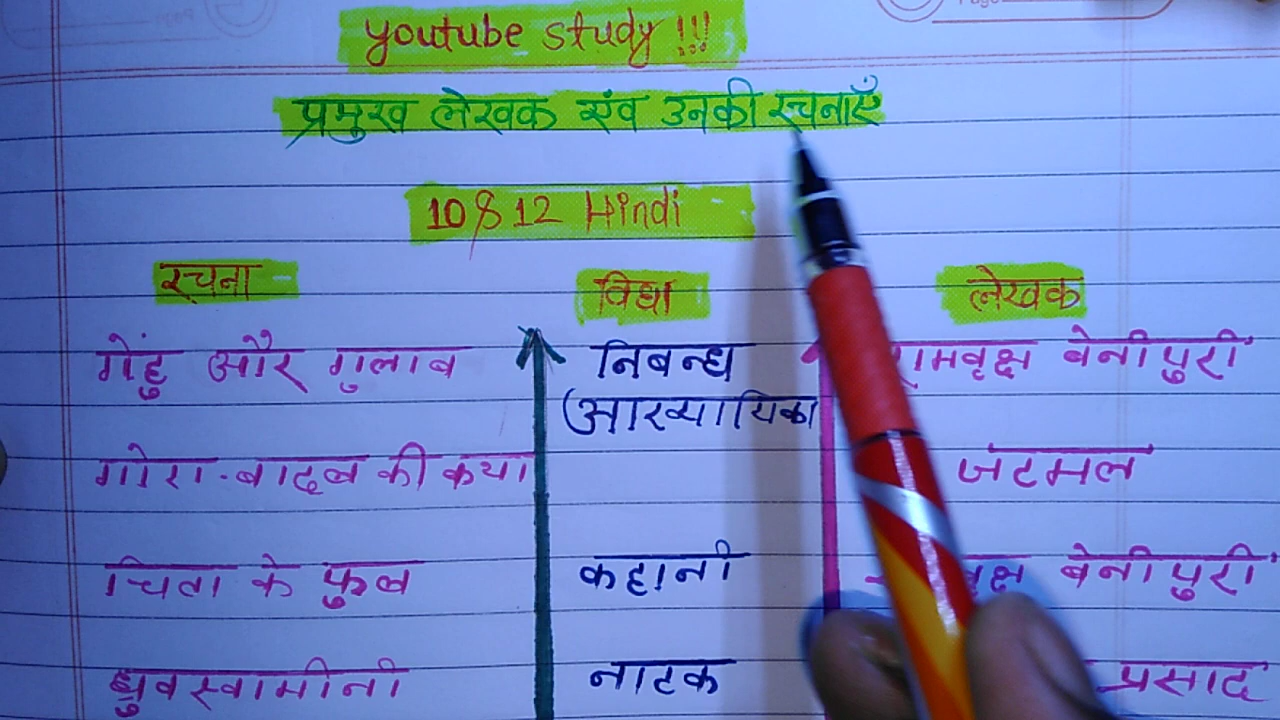 youtube study !!!
प्रमुख लेखक एंव उनकी रचनाएँ
10 & 12 Hindi
रचना विधा लेखक
गेहुं और गुलाब निबन्ध रामवृक्ष बेनीपुरी
(आख्यायिका
गोरा-बादल की कथा जटमल
चिता के फुल कहानी बेनीपुरी
ध्रुवस्वामीनी नाटक प्रसाद